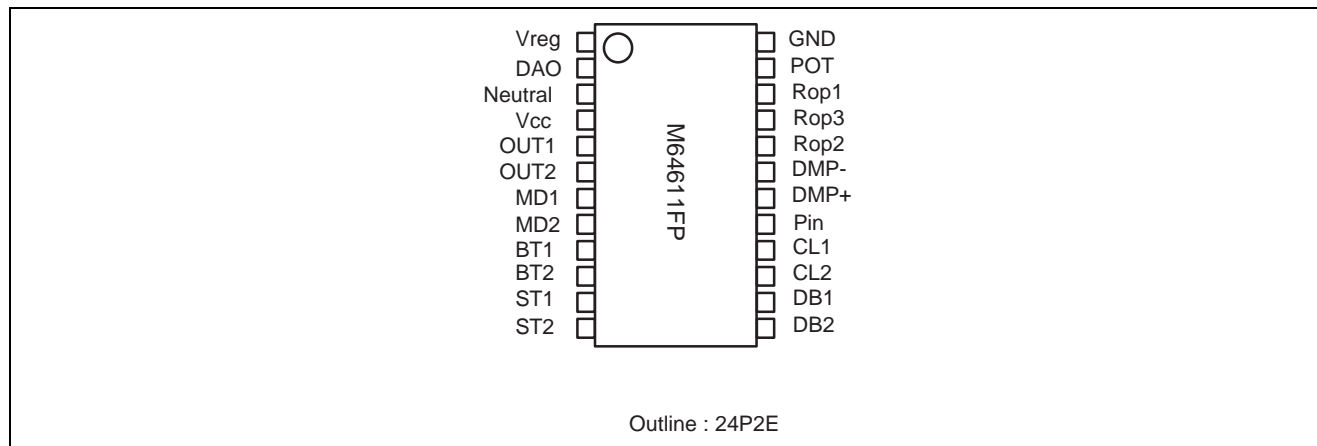 Vreg
DAO
Neutral
Vcc
OUT1
OUT2
MD1
MD2
BT1
BT2
ST1
ST2
M64611FP
GND
POT
Rop1
Rop3
Rop2
DMP-
DMP+
Pin
CL1
CL2
DB1
DB2
Outline : 24P2E